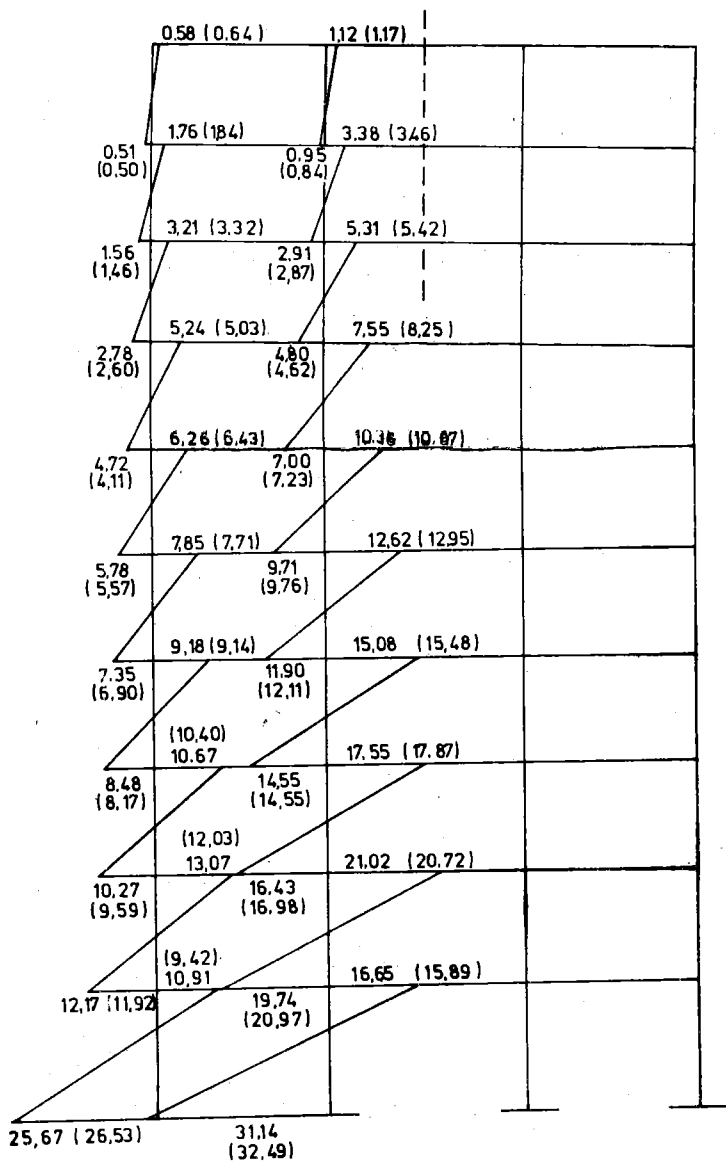 0.58 (0.64) 1,12 (1.17)
1.76 (1.84) 3.38 (3.46)
0.51 0.95
(0.50) (0.84)
3,21 (3.32) 5.31 (5.42)
1.56 2.91
(1,46) (2,87)
5,24 (5,03) 7,55 (8,25)
2.78 4,80
(2,60) (4,62)
6,26 (6,43)
4.72 7,00
(4,11) (7,23)
7,85 (7,71) 12,62 (12,95)
5,78 9,71
(5,57) (9,76)
9,18 (9,14) 15,08 (15,48)
7.35 11,90
(6,90) (12,11)
(10,40)
10.67 17,55 (17.87)
8,48 14,55
(8,17) (14,55)
(12,03)
13,07 21,02 (20,72)
10,27 16,43
(9,59) (16,98)
(9,42)
10,91 16,65 (15,89)
12,17 (11,92) 19,74
(20,97)
25,67 (26,53) 31,14
(32,49)